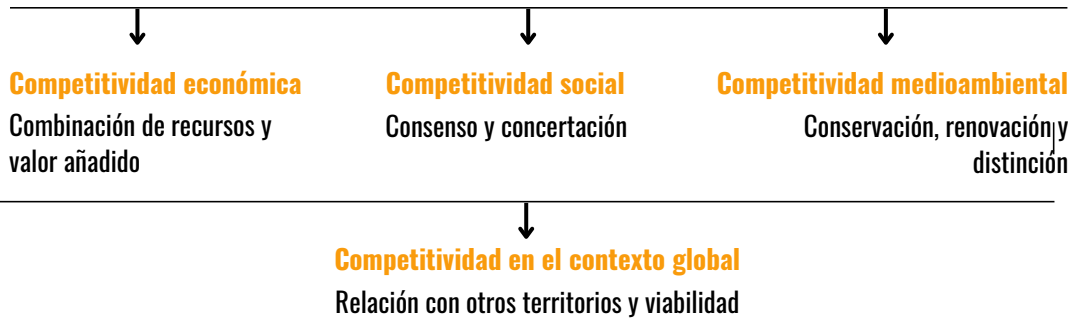 Competitividad económica
Combinación de recursos y
valor añadido
Competitividad social
Consenso y concertación
Competitividad medioambiental
Conservación, renovación y
distinción
Competitividad en el contexto global
Relación con otros territorios y viabilidad